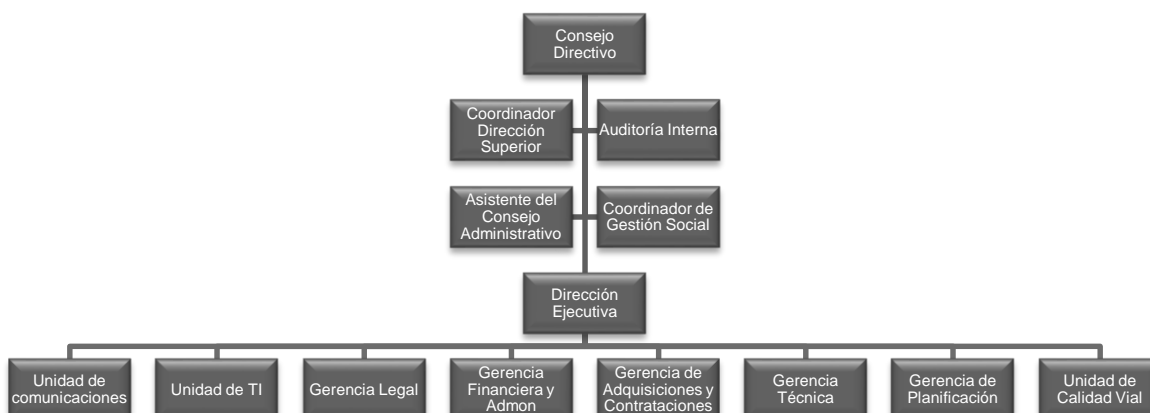 Consejo
Directivo
Coordinador
Dirección
Superior
Auditoría Interna
Asistente del
Consejo
Administrativo
Coordinador de
Gestión Social
Dirección
Ejecutiva
Unidad de
comunicaciones
Unidad de TI
Gerencia Legal
Gerencia
Financiera y
Admon
Gerencia de
Adquisiciones y
Contrataciones
Gerencia
Técnica
Gerencia de
Planificación
Unidad de
Calidad Vial